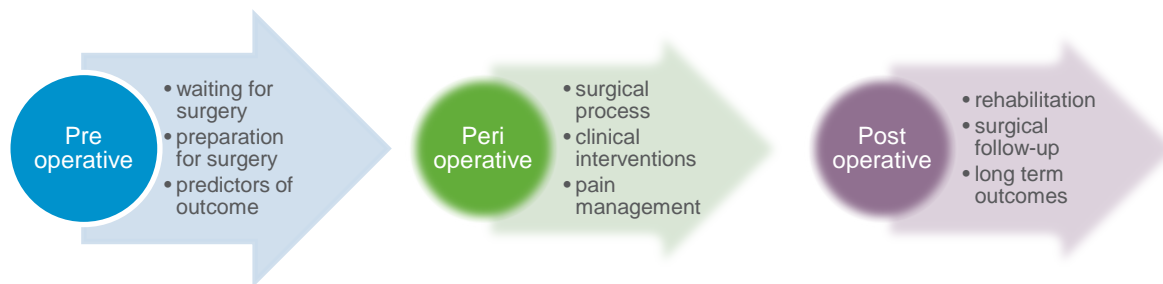 Pre
operative
• waiting for
surgery
• preparation
for surgery
• predictors of
outcome
Peri
operative
• surgical
process
• clinical
interventions
• pain
management
Post
operative
• rehabilitation
• surgical
follow-up
• long term
outcomes